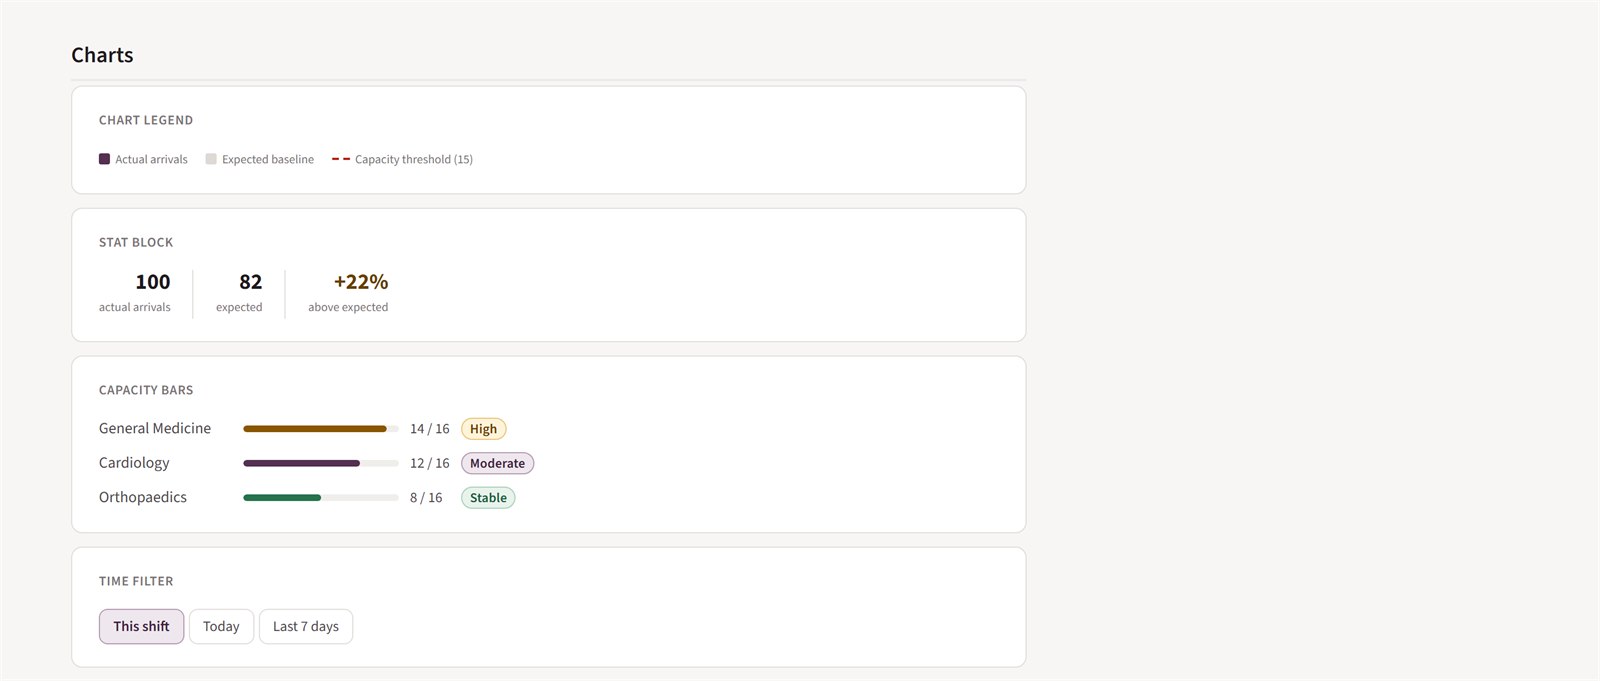 Charts
CHART LEGEND
Actual arrivals Expected baseline Capacity threshold (15)
STAT BLOCK
100 82 +22%
actual arrivals expected above expected
CAPACITY BARS
General Medicine 14 / 16 High
Cardiology 12 / 16 Moderate
Orthopaedics 8 / 16 Stable
TIME FILTER
This shift Today Last 7 days